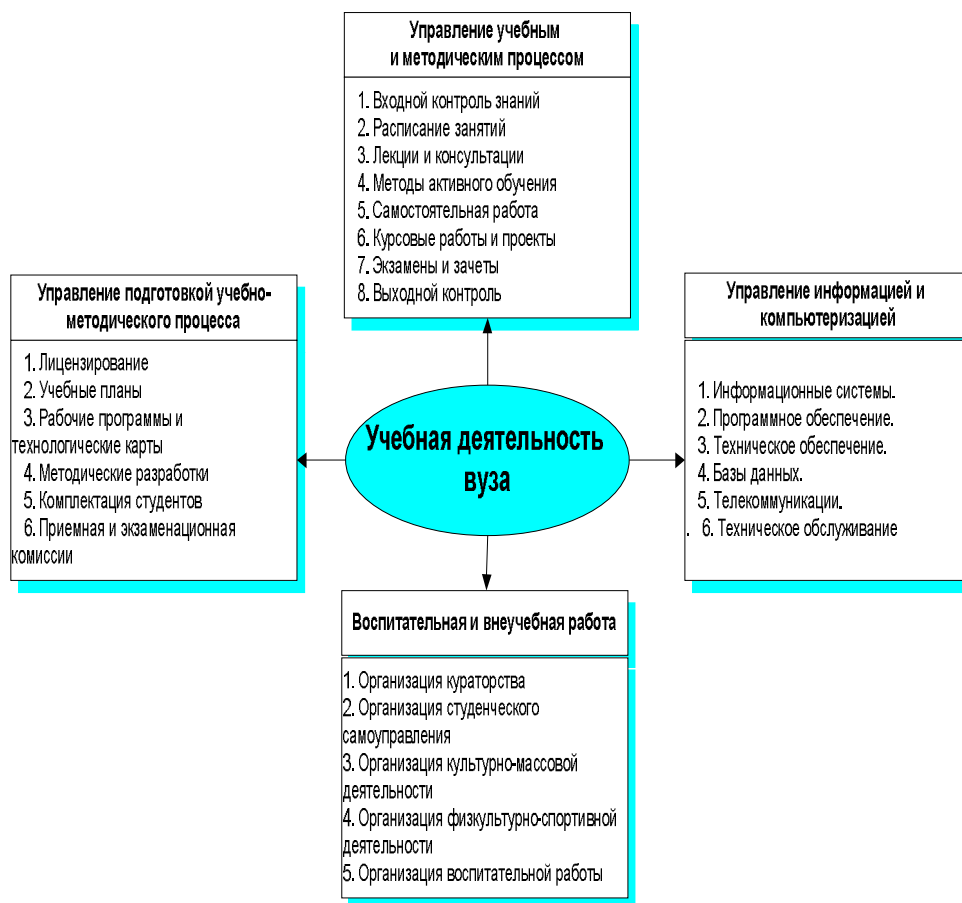 Управление учебным
и методическим процессом
1. Входной контроль знаний
2. Расписание занятий
3. Лекции и консультации
4. Методы активного обучения
5. Самостоятельная работа
6. Курсовые работы и проекты
7. Экзамены и зачеты
8. Выходной контроль
Управление подготовкой учебно-
методического процесса
1. Лицензирование
2. Учебные планы
3. Рабочие программы и
технологические карты
4. Методические разработки
5. Комплектация студентов
6. Приемная и экзаменационная
комиссии
Учебная деятельность
вуза
Управление информацией и
компьютеризацией
1. Информационные системы.
2. Программное обеспечение.
3. Техническое обеспечение.
4. Базы данных.
5. Телекоммуникации.
. 6. Техническое обслуживание
Воспитательная и внеучебная работа
1. Организация кураторства
2. Организация студенческого
самоуправления
3. Организация культурно-массовой
деятельности
4. Организация физкультурно-спортивной
деятельности
5. Организация воспитательной работы